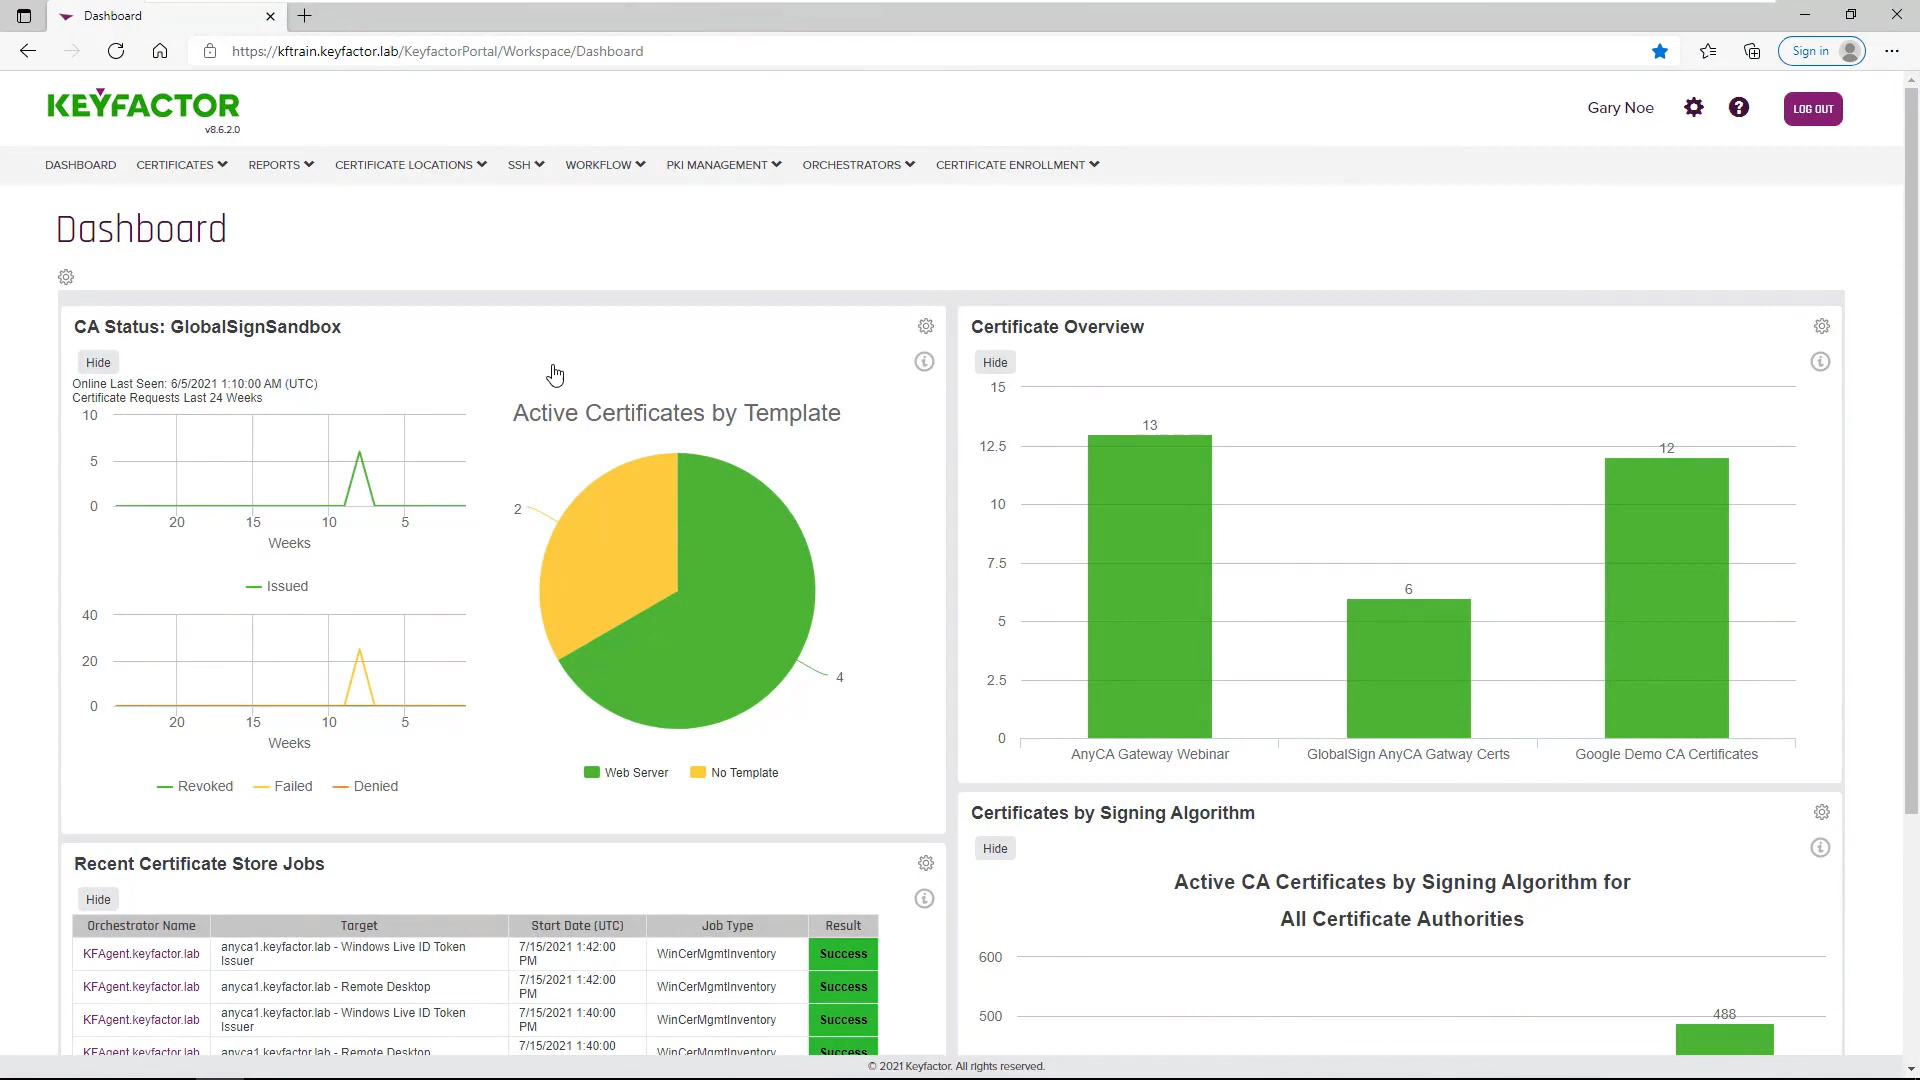 Dashboard
https://kftrain.keyfactor.lab/KeyfactorPortal/Workspace/Dashboard
Sign in
KEYFACTOR
v8.6.2.0
Gary Noe
LOG OUT
DASHBOARD CERTIFICATES REPORTS CERTIFICATE LOCATIONS SSH WORKFLOW PKI MANAGEMENT ORCHESTRATORS CERTIFICATE ENROLLMENT
Dashboard
CA Status: GlobalSignSandbox
Hide
Online Last Seen: 6/5/2021 1:10:00 AM (UTC)
Certificate Requests Last 24 Weeks
10
5
0
20 15 10 5
Weeks
Issued
40
20
0
20 15 10 5
Weeks
Revoked Failed Denied
Active Certificates by Template
2
4
Web Server No Template
Certificate Overview
Hide
15
12.5
10
7.5
5
2.5
0
13
6
12
AnyCA Gateway Webinar GlobalSign AnyCA Gatway Certs Google Demo CA Certificates
Recent Certificate Store Jobs
Hide
Orchestrator Name Target Start Date (UTC) Job Type Result
KFAgent.keyfactor.lab anyca1.keyfactor.lab - Windows Live ID Token Issuer 7/15/2021 1:42:00 PM WinCerMgmtInventory Success
KFAgent.keyfactor.lab anyca1.keyfactor.lab - Remote Desktop 7/15/2021 1:42:00 PM WinCerMgmtInventory Success
KFAgent.keyfactor.lab anyca1.keyfactor.lab - Windows Live ID Token Issuer 7/15/2021 1:40:00 PM WinCerMgmtInventory Success
KFAgent.keyfactor.lab anyca1.keyfactor.lab - Remote Desktop 7/15/2021 1:40:00 WinCerMgmtInventory Success
Certificates by Signing Algorithm
Hide
Active CA Certificates by Signing Algorithm for
All Certificate Authorities
600
500
488
© 2021 Keyfactor. All rights reserved.